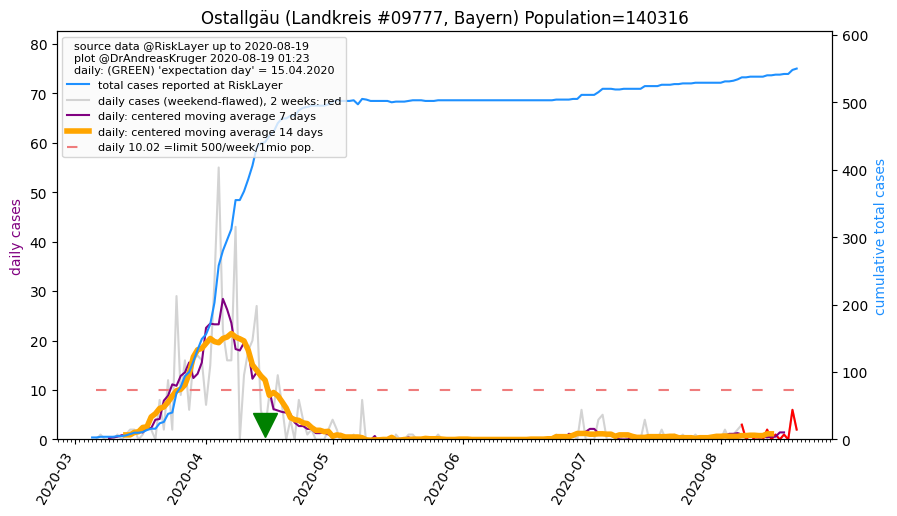 Ostallgäu (Landkreis #09777, Bayern) Population=140316
source data @RiskLayer up to 2020-08-19
plot @DrAndreasKruger 2020-08-19 01:23
daily: (GREEN) 'expectation day' = 15.04.2020
total cases reported at RiskLayer
daily cases (weekend-flawed), 2 weeks: red
daily: centered moving average 7 days
daily: centered moving average 14 days
daily 10.02 =limit 500/week/1mio pop.
daily cases
80
70
60
50
40
30
20
10
0
cumulative total cases
600
500
400
300
200
100
0
2020-03
2020-04
2020-05
2020-06
2020-07
2020-08